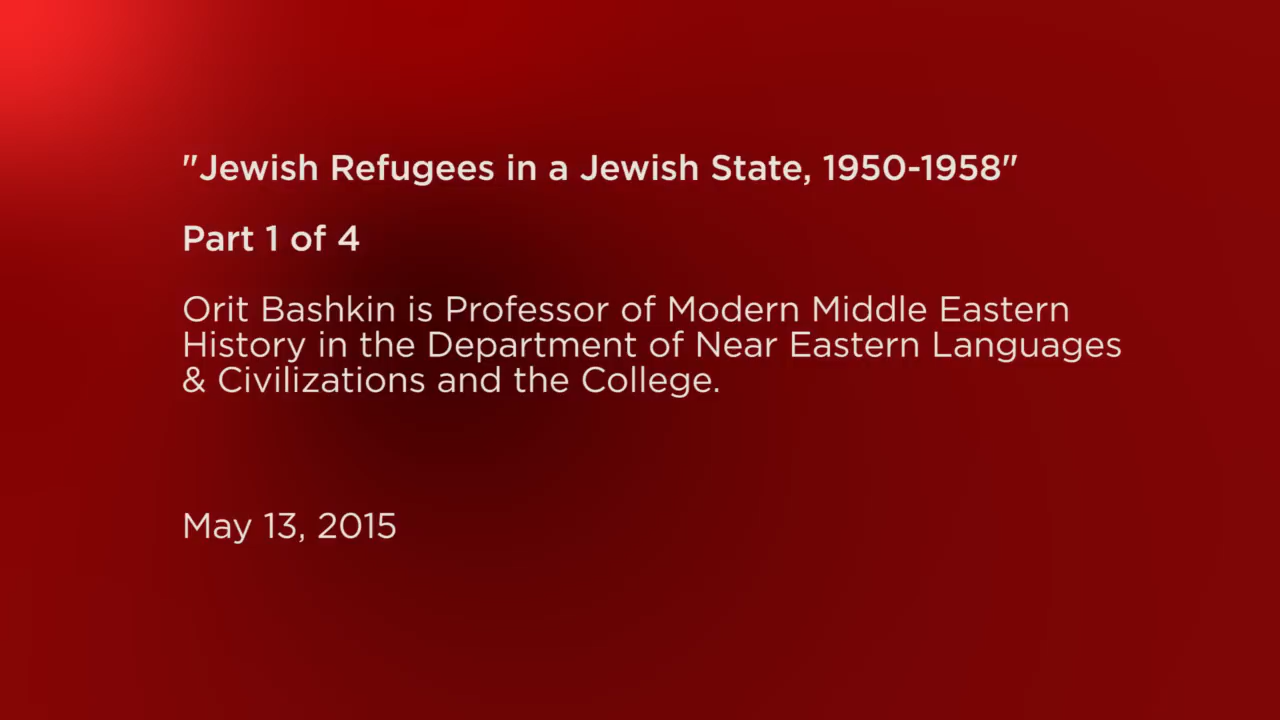 "Jewish Refugees in a Jewish State, 1950-1958"
Part 1 of 4
Orit Bashkin is Professor of Modern Middle Eastern
History in the Department of Near Eastern Languages
& Civilizations and the College.
May 13, 2015